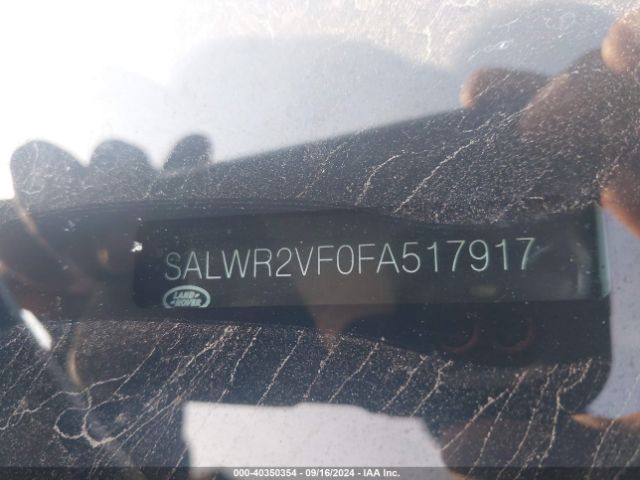 SALWR2VF0FA517917
LAND
ROVER
000-40350354 - 09/16/2024 - IAA Inc.